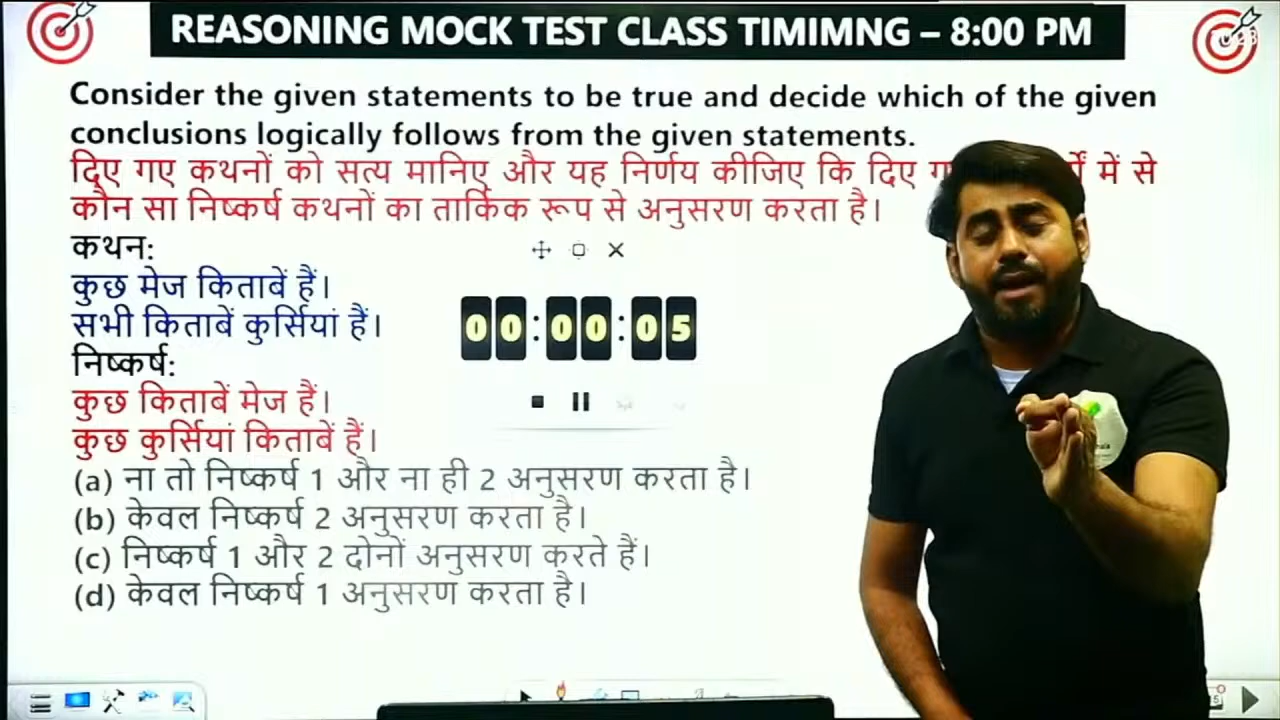 REASONING MOCK TEST CLASS TIMIMNG – 8:00 PM
Consider the given statements to be true and decide which of the given
conclusions logically follows from the given statements.
दिए गए कथनों को सत्य मानिए और यह निर्णय कीजिए कि दिए में से
कौन सा निष्कर्ष कथनों का तार्किक रूप से अनुसरण करता है।
कथन:
कुछ मेज किताबें हैं।
सभी किताबें कुर्सियां हैं।
00:00:05
निष्कर्ष:
कुछ किताबें मेज हैं।
कुछ कुर्सियां किताबें हैं।
(a) ना तो निष्कर्ष 1 और ना ही 2 अनुसरण करता है।
(b) केवल निष्कर्ष 2 अनुसरण करता है।
(c) निष्कर्ष 1 और 2 दोनों अनुसरण करते हैं।
(d) केवल निष्कर्ष 1 अनुसरण करता है।